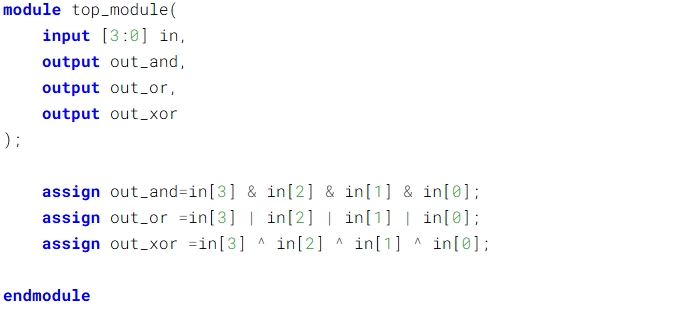 module top_module(
    input [3:0] in,
    output out_and,
    output out_or,
    output out_xor
);
    assign out_and=in[3] & in[2] & in[1] & in[0];
    assign out_or =in[3] | in[2] | in[1] | in[0];
    assign out_xor =in[3] ^ in[2] ^ in[1] ^ in[0];
endmodule